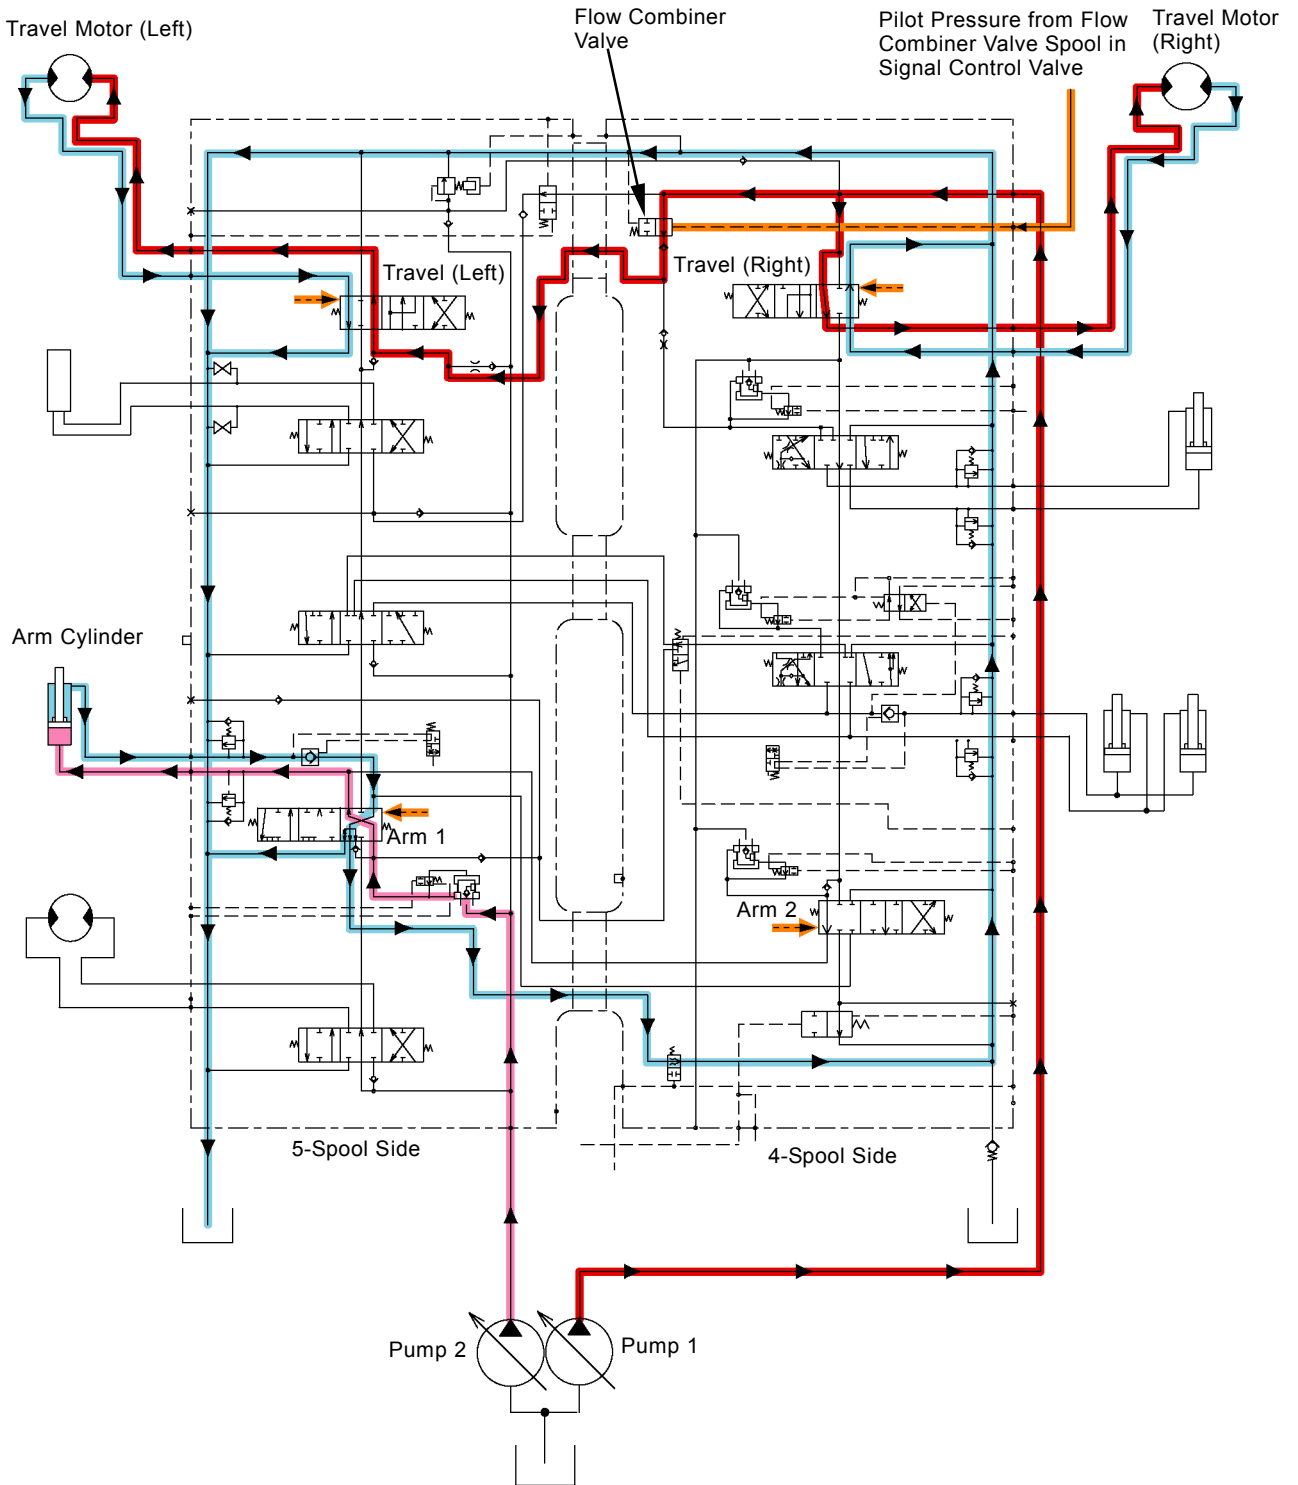 Travel Motor (Left)
Flow Combiner
Valve
Pilot Pressure from Flow
Combiner Valve Spool in
Signal Control Valve
Travel Motor
(Right)
Travel (Left)
Travel (Right)
Arm Cylinder
Arm 1
Arm 2
5-Spool Side
4-Spool Side
Pump 2
Pump 1